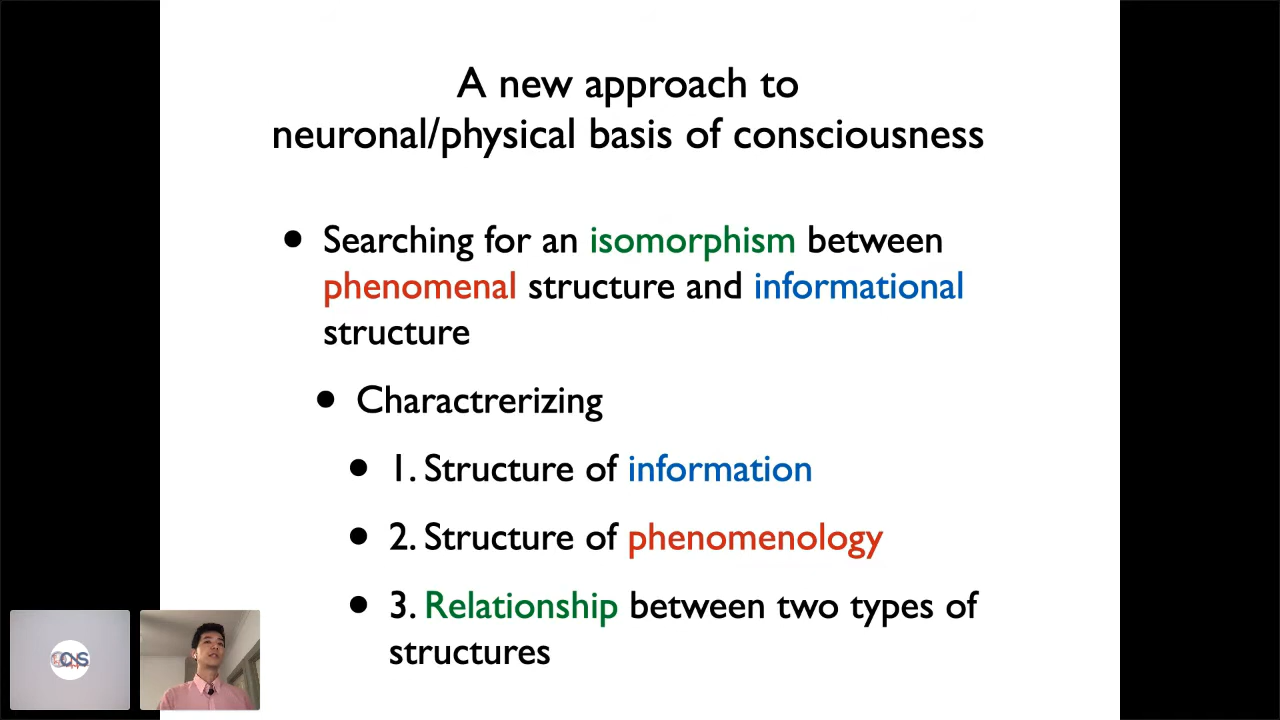 A new approach to
neuronal/physical basis of consciousness
• Searching for an isomorphism between
phenomenal structure and informational
structure
• Charactrerizing
• 1. Structure of information
• 2. Structure of phenomenology
• 3. Relationship between two types of
structures